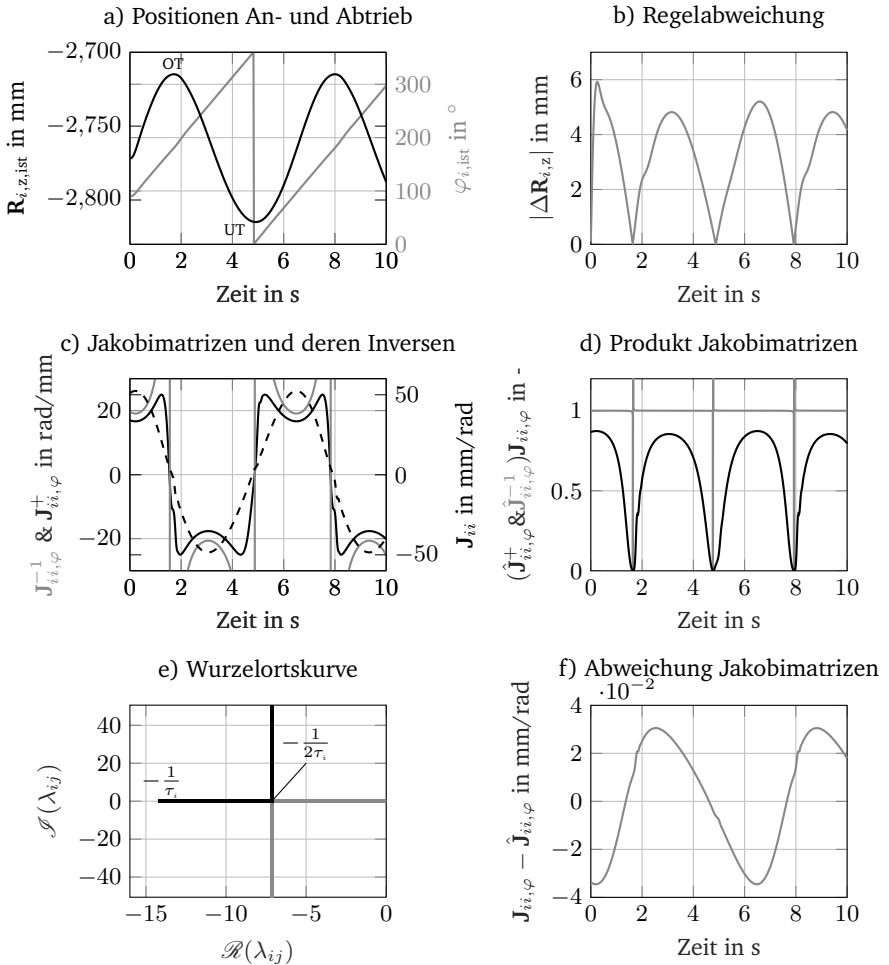 a) Positionen An- und Abtrieb
−2,700
−2,750
−2,800
R_{i,z,ist} in mm
OT
UT
300
200
100
0
φ_{i,ist} in °
0 2 4 6 8 10
Zeit in s
b) Regelabweichung
6
4
2
0
|ΔR_{i,z}| in mm
0 2 4 6 8 10
Zeit in s
c) Jakobimatrizen und deren Inversen
20
0
−20
J^{-1}_{ii,φ} & J^{+}_{ii,φ} in rad/mm
50
0
−50
J_{ii} in mm/rad
0 2 4 6 8 10
Zeit in s
d) Produkt Jakobimatrizen
1
0.5
0
(Ĵ^{+}_{ii,φ}&Ĵ^{-1}_{ii,φ})J_{ii,φ} in -
0 2 4 6 8 10
Zeit in s
e) Wurzelortskurve
40
20
0
−20
−40
ℐ(λ_{ij})
−1/τ_i
−1/2τ_i
−15 −10 −5 0
ℛ(λ_{ij})
f) Abweichung Jakobimatrizen
·10^{−2}
4
2
0
−2
−4
J_{ii,φ} − Ĵ_{ii,φ} in mm/rad
0 2 4 6 8 10
Zeit in s